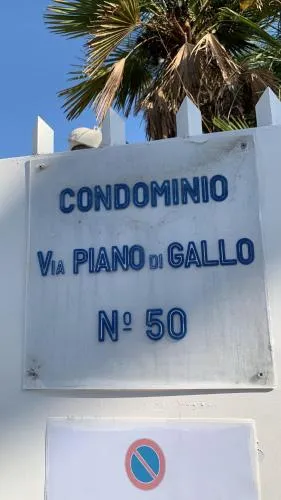 CONDOMINIO
VIA PIANO DI GALLO
Nº 50